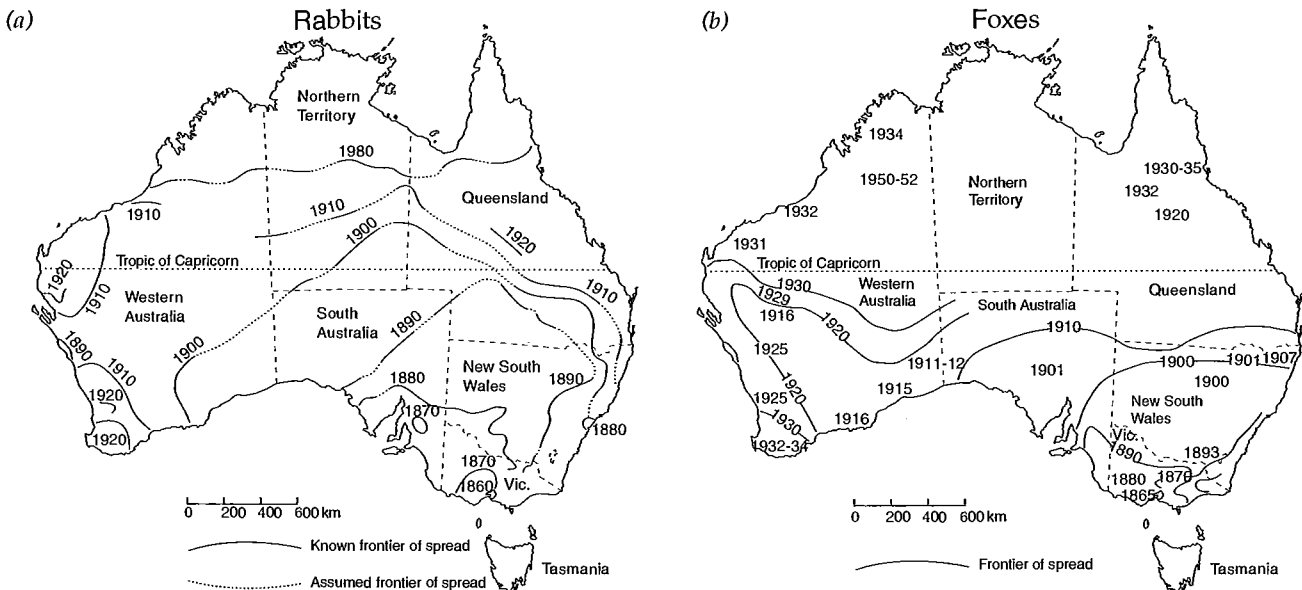 (a)
Rabbits
Northern
Territory
1980
Queensland
1910
1910
1900
1920
1920
Tropic of Capricorn
1910
1910
Western
Australia
South
Australia
1890
1900
1890
1910
New South
Wales
1880
1890
1920
1870
1880
1920
1870
1860
Vic.
0 200 400 600 km
Known frontier of spread
Assumed frontier of spread
Tasmania
(b)
Foxes
1934
1930-35
1950-52
Northern
Territory
1932
1932
1920
1931
Tropic of Capricorn
1930
Western
Australia
Queensland
1929
South Australia
1916
1920
1910
1925
1911-12
1900
1901
1907
1901
1900
1920
1915
1925
New South
Wales
1930
1916
Vic.
1932-34
1890
1893
1880
1876
1865
0 200 400 600 km
Frontier of spread
Tasmania